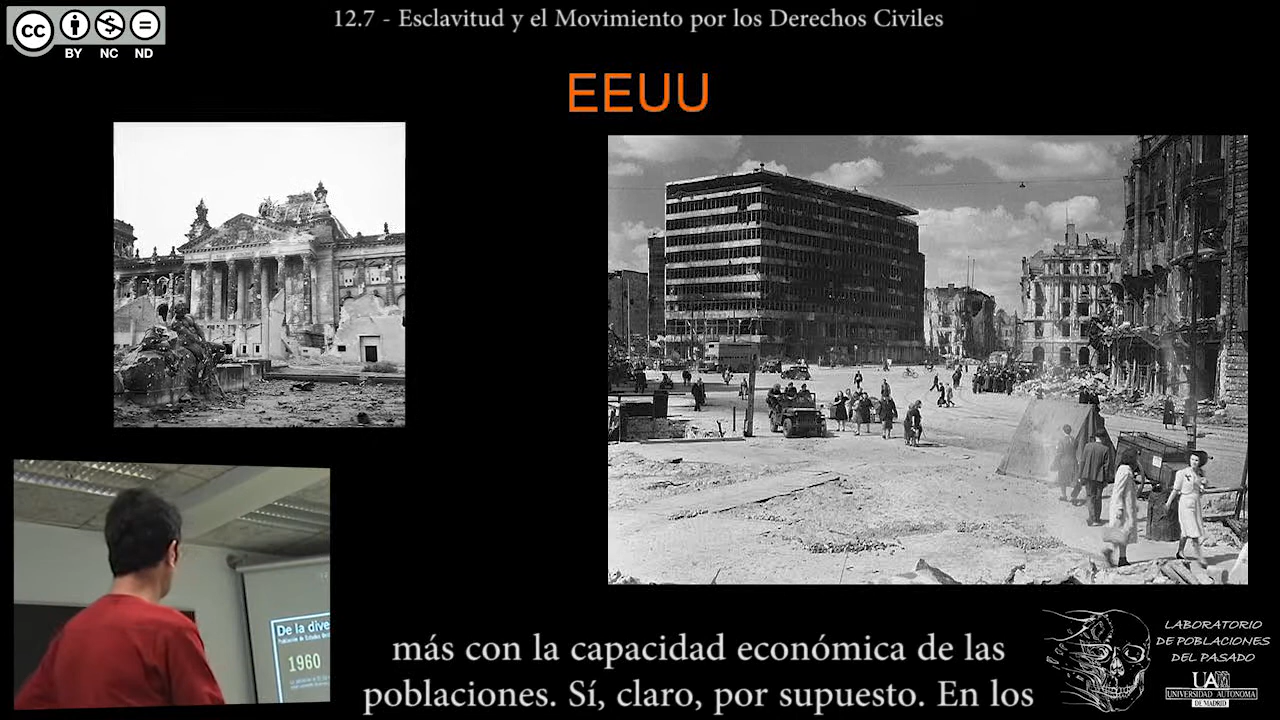 12.7 - Esclavitud y el Movimiento por los Derechos Civiles
cc
BY NC ND
EEUU
De la dive
1960
más con la capacidad económica de las
poblaciones. Sí, claro, por supuesto. En los
LABORATORIO
DE POBLACIONES
DEL PASADO
UAM
UNIVERSIDAD AUTONOMA
DE MADRID